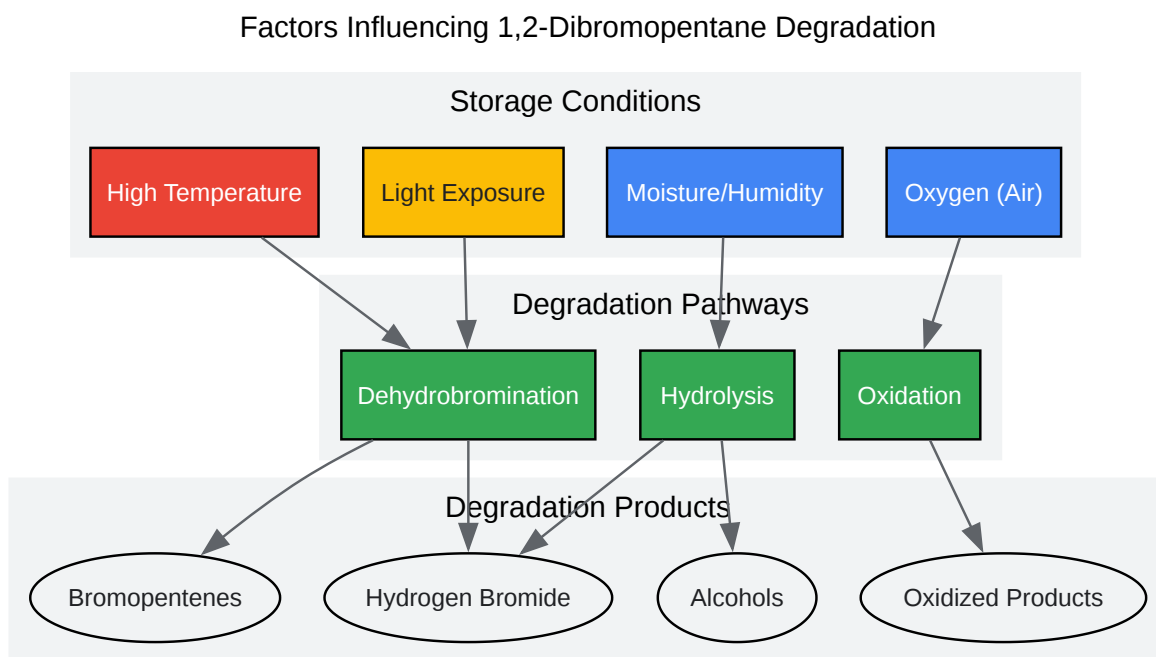 Factors Influencing 1,2-Dibromopentane Degradation
Storage Conditions
High Temperature
Light Exposure
Moisture/Humidity
Oxygen (Air)
Degradation Pathways
Dehydrobromination
Hydrolysis
Oxidation
Degradation Products
Bromopentenes
Hydrogen Bromide
Alcohols
Oxidized Products